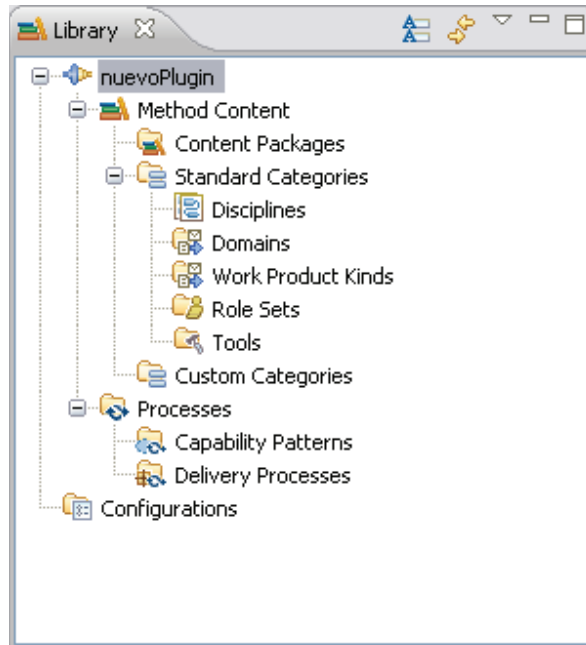 Library
nuevoPlugin
Method Content
Content Packages
Standard Categories
Disciplines
Domains
Work Product Kinds
Role Sets
Tools
Custom Categories
Processes
Capability Patterns
Delivery Processes
Configurations